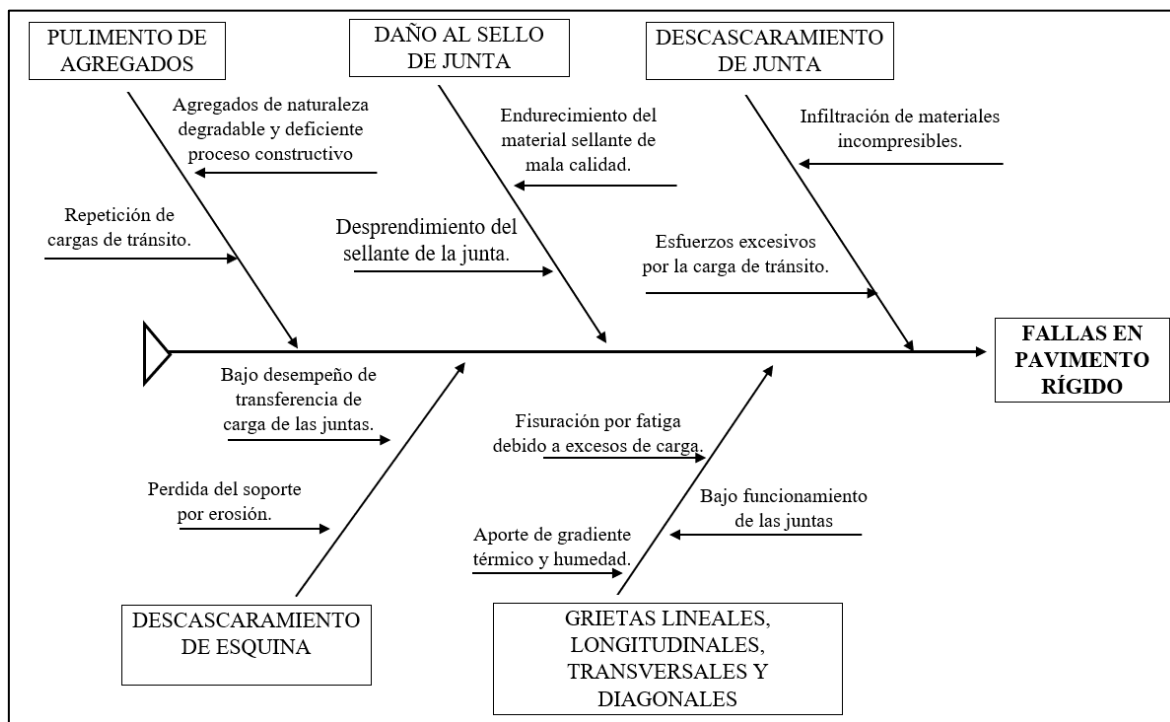 PULIMENTO DE
AGREGADOS
DAÑO AL SELLO
DE JUNTA
DESCASCARAMIENTO
DE JUNTA
Agregados de naturaleza
degradable y deficiente
proceso constructivo
Repetición de
cargas de tránsito.
Endurecimiento del
material sellante de
mala calidad.
Desprendimiento del
sellante de la junta.
Infiltración de materiales
incompresibles.
Esfuerzos excesivos
por la carga de tránsito.
FALLAS EN
PAVIMENTO
RÍGIDO
Bajo desempeño de
transferencia de
carga de las juntas.
Perdida del soporte
por erosión.
Fisuración por fatiga
debido a excesos de carga.
Bajo funcionamiento
de las juntas
Aporte de gradiente
térmico y humedad.
DESCASCARAMIENTO
DE ESQUINA
GRIETAS LINEALES,
LONGITUDINALES,
TRANSVERSALES Y
DIAGONALES